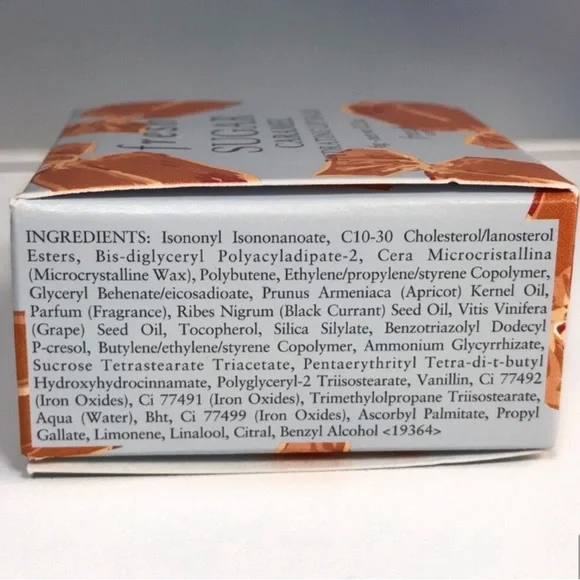 fresh
SUGAR
CARAMEL
HYDRATING LIP BALM
INGREDIENTS: Isononyl Isononanoate, C10-30 Cholesterol/lanosterol
Esters, Bis-diglyceryl Polyacyladipate-2, Cera Microcristallina
(Microcrystalline Wax), Polybutene, Ethylene/propylene/styrene Copolymer,
Glyceryl Behenate/eicosadioate, Prunus Armeniaca (Apricot) Kernel Oil,
Parfum (Fragrance), Ribes Nigrum (Black Currant) Seed Oil, Vitis Vinifera
(Grape) Seed Oil, Tocopherol, Silica Silylate, Benzotriazolyl Dodecyl
P-cresol, Butylene/ethylene/styrene Copolymer, Ammonium Glycyrrhizate,
Sucrose Tetrastearate Triacetate, Pentaerythrityl Tetra-di-t-butyl
Hydroxyhydrocinnamate, Polyglyceryl-2 Triisostearate, Vanillin, Ci 77492
(Iron Oxides), Ci 77491 (Iron Oxides), Trimethylolpropane Triisostearate,
Aqua (Water), Bht, Ci 77499 (Iron Oxides), Ascorbyl Palmitate, Propyl
Gallate, Limonene, Linalool, Citral, Benzyl Alcohol <19364>